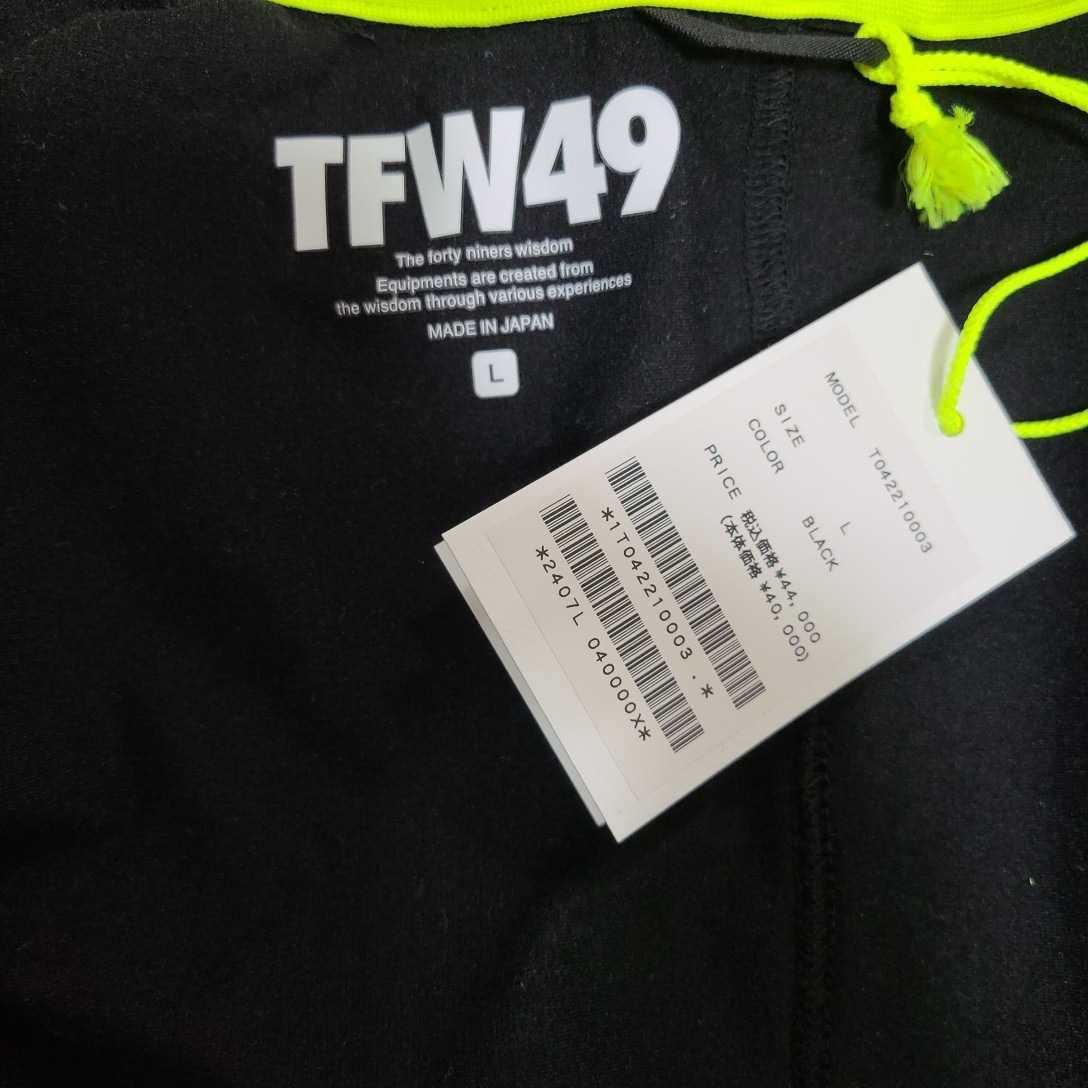 TFW49
The forty niners wisdom
Equipments are created from
the wisdom through various experiences
MADE IN JAPAN
L
MODEL T042210003
SIZE L
COLOR BLACK
PRICE 税込価格 ¥44,000
(本体価格 ¥40,000)
*1T042210003 .*
*2407L 040000X*